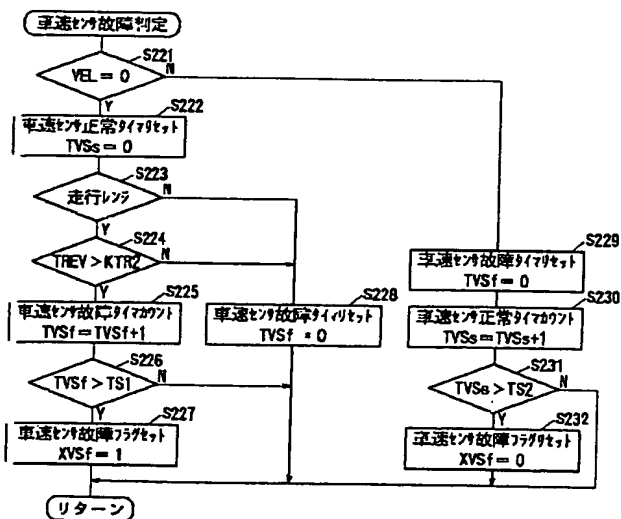 車速センサ故障判定
S221
VEL = 0
N
Y
S222
車速センサ正常タイマリセット
TVSs = 0
S223
走行レンジ
N
Y
S224
TREV > KTR2
N
Y
S225
車速センサ故障タイマカウント
TVSf = TVSf+1
S226
TVSf > TS1
N
Y
S227
車速センサ故障フラグセット
XVSf = 1
リターン
S228
車速センサ故障タイマリセット
TVSf = 0
S229
車速センサ故障タイマリセット
TVSf = 0
S230
車速センサ正常タイマカウント
TVSs = TVSs+1
S231
TVSs > TS2
N
Y
S232
車速センサ故障フラグリセット
XVSf = 0